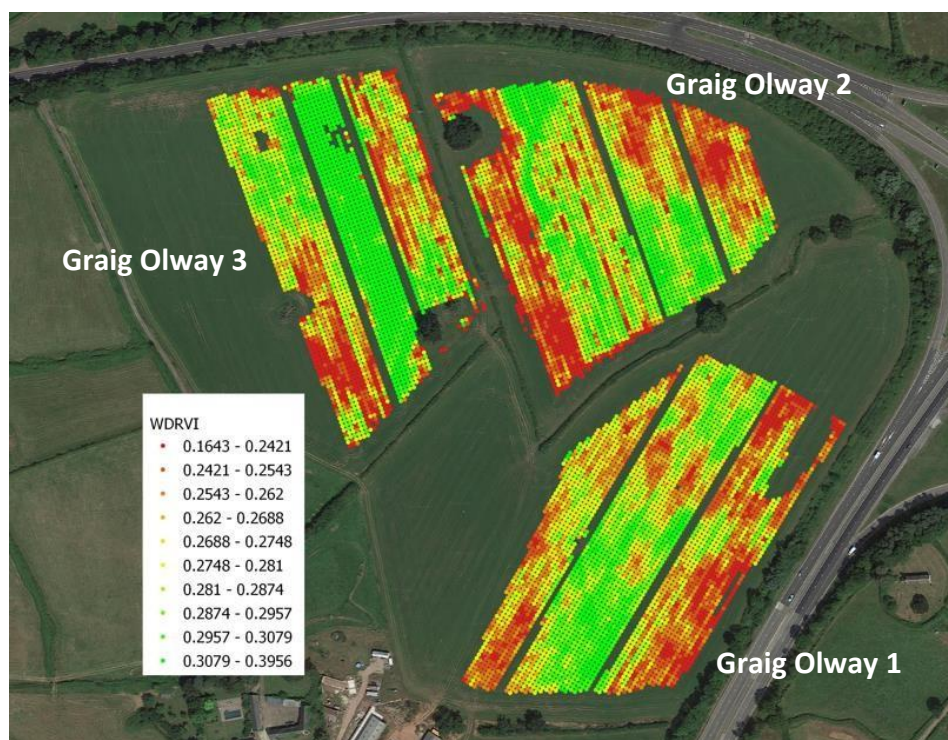 Graig Olway 2
Graig Olway 3
WDRVI
0.1643 - 0.2421
0.2421 - 0.2543
0.2543 - 0.262
0.262 - 0.2688
0.2688 - 0.2748
0.2748 - 0.281
0.281 - 0.2874
0.2874 - 0.2957
0.2957 - 0.3079
0.3079 - 0.3956
Graig Olway 1